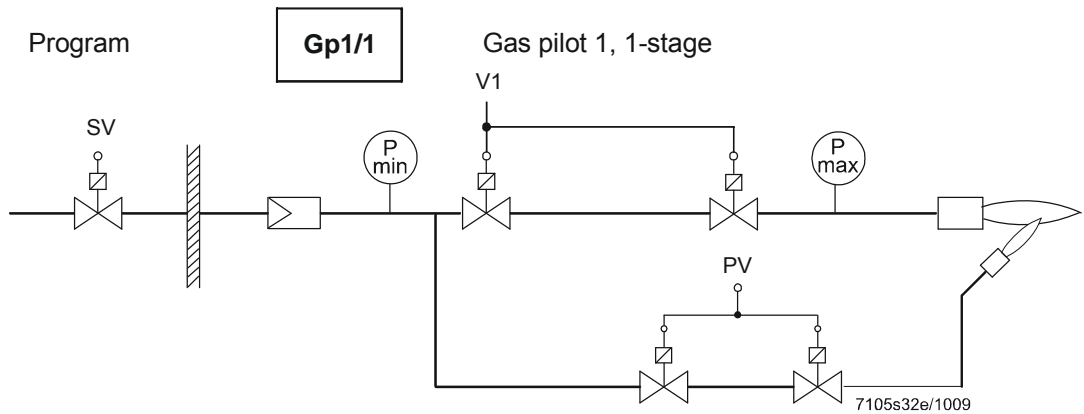 Program Gp1/1 Gas pilot 1, 1-stage
V1
SV
P
min
P
max
PV
7105s32e/1009